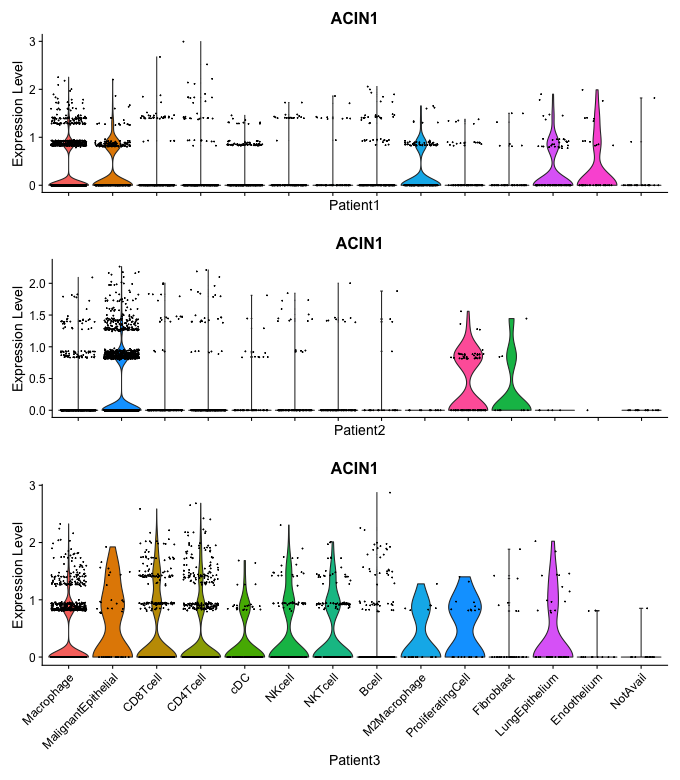 ACIN1
Expression Level
3
2
1
0
Patient1
ACIN1
Expression Level
2.0
1.5
1.0
0.5
0.0
Patient2
ACIN1
Expression Level
3
2
1
0
Macrophage
MalignantEpithelial
CD8Tcell
CD4Tcell
cDC
NKcell
NKTcell
Bcell
M2Macrophage
ProliferatingCell
Fibroblast
LungEpithelium
Endothelium
NotAvail
Patient3